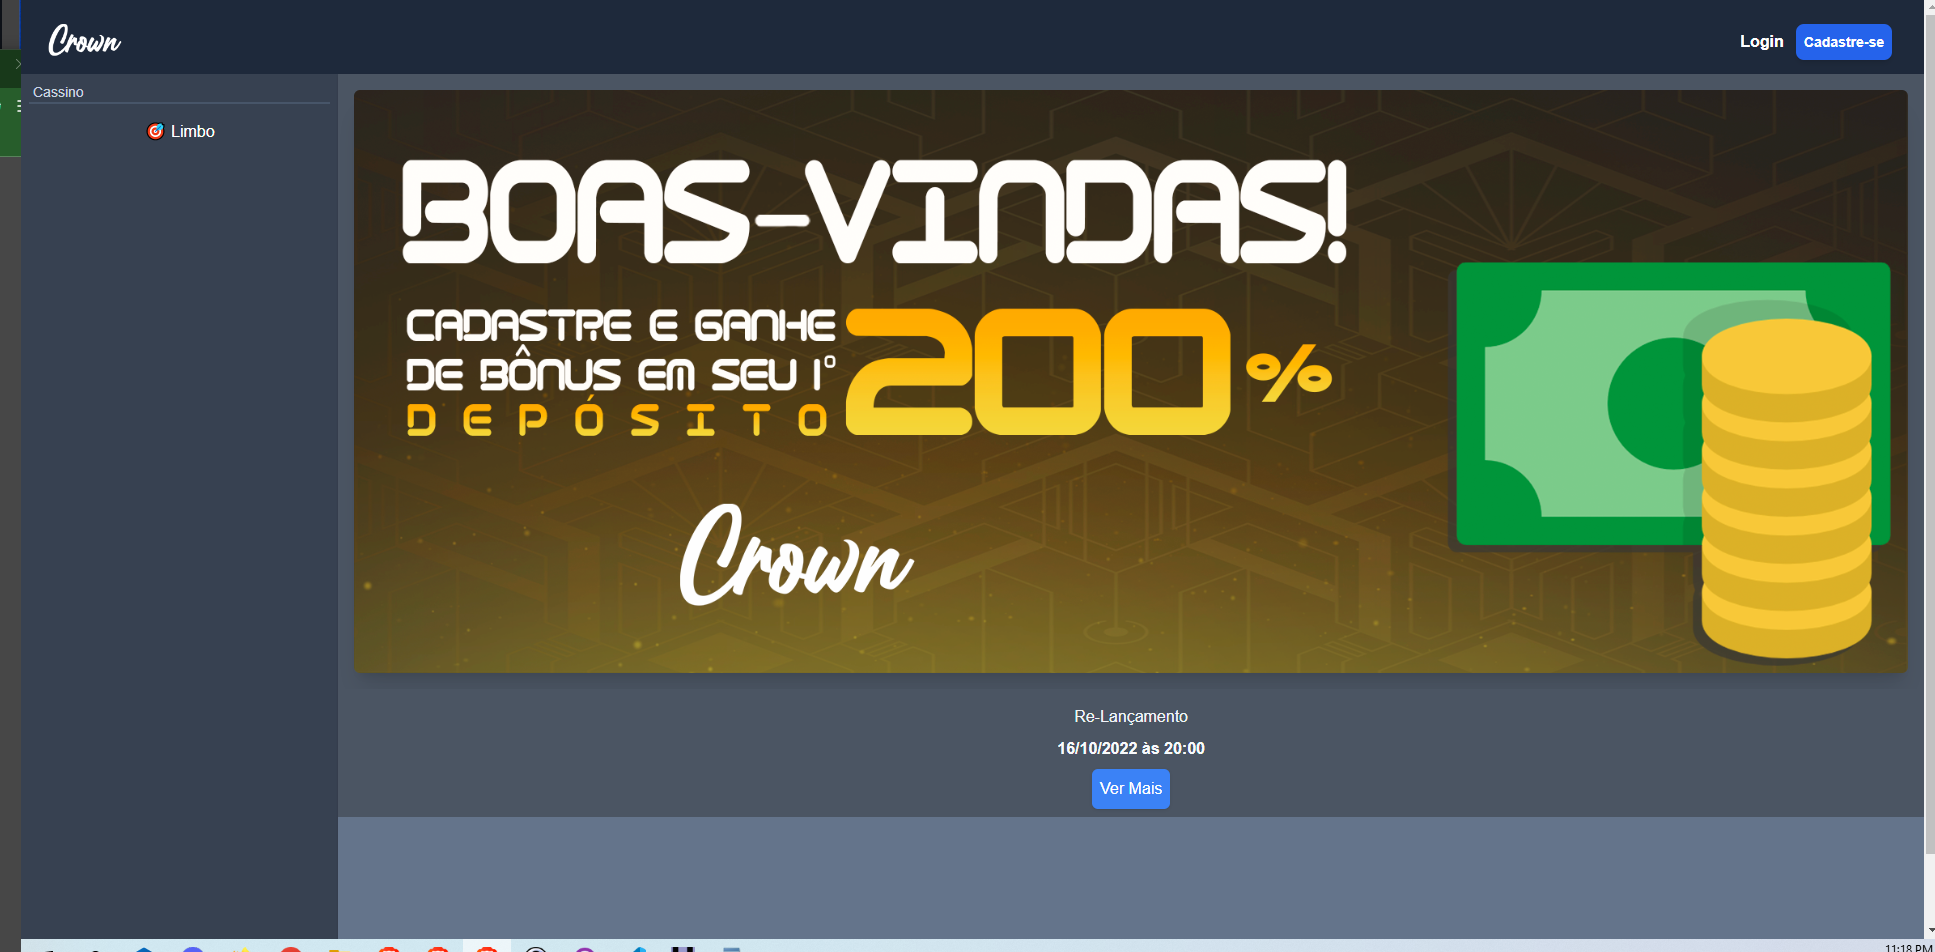 Crown
Login
Cadastre-se
Cassino
Limbo
BOAS-VINDAS!
CADASTRE E GANHE
DE BÔNUS EM SEU 1º
DEPÓSITO
200%
Crown
Re-Lançamento
16/10/2022 às 20:00
Ver Mais
11:18 PM